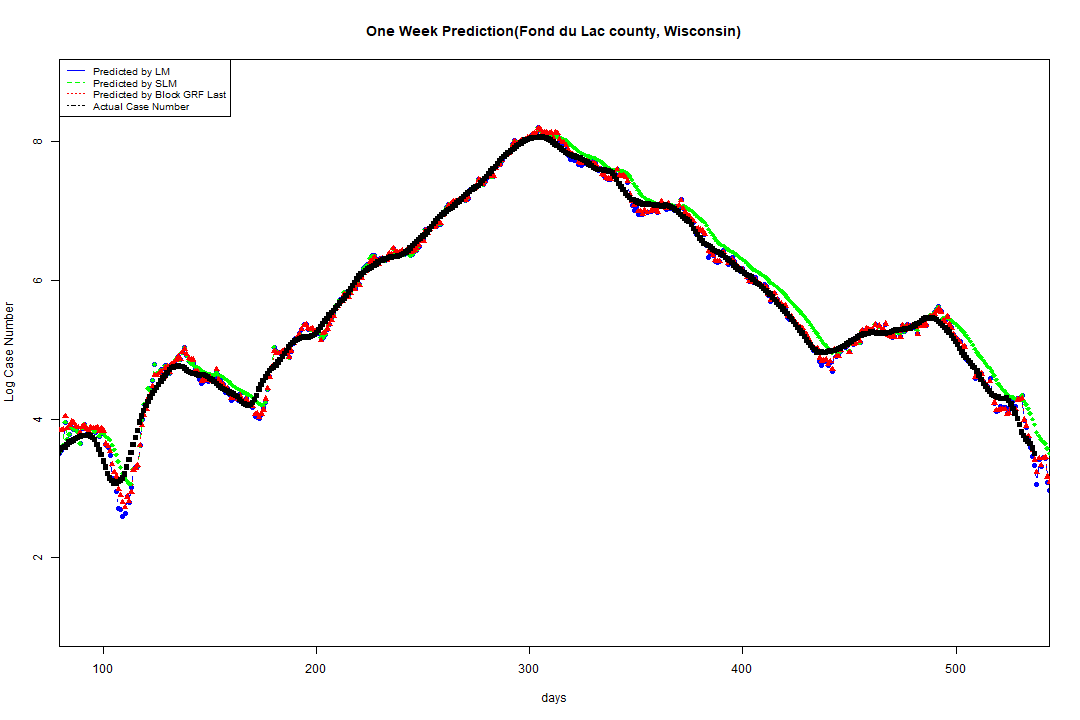 One Week Prediction(Fond du Lac county, Wisconsin)
Predicted by LM
Predicted by SLM
Predicted by Block GRF Last
Actual Case Number
8
6
4
2
Log Case Number
100 200 300 400 500
days